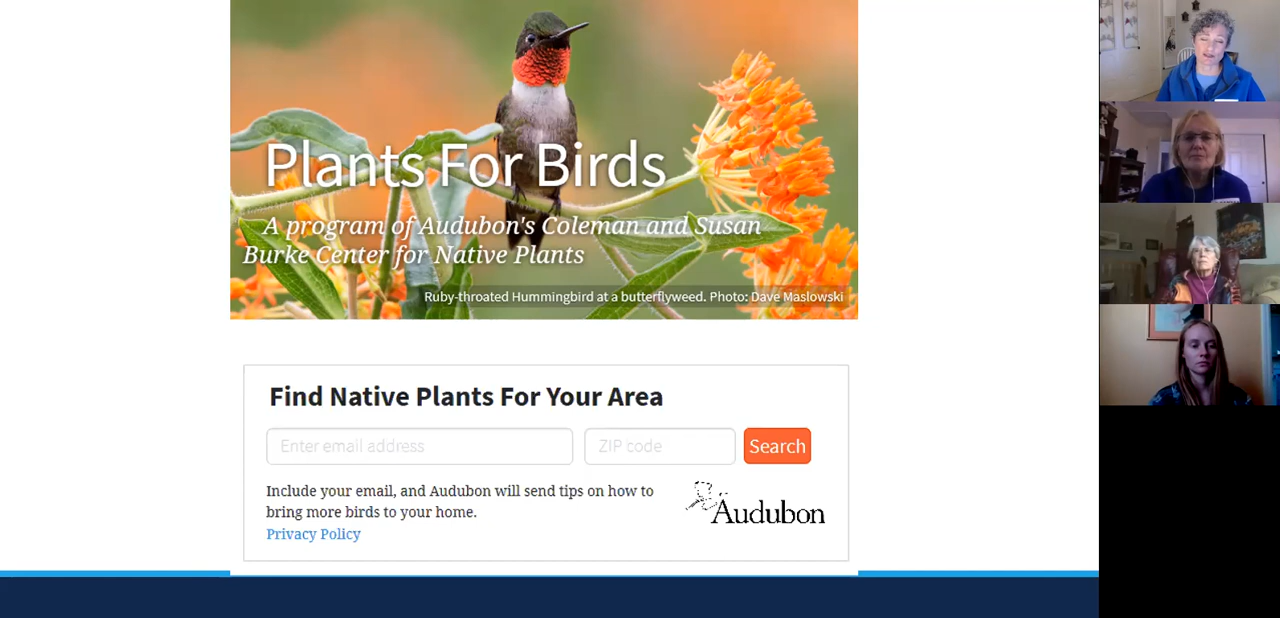 Plants For Birds
A program of Audubon's Coleman and Susan
Burke Center for Native Plants
Ruby-throated Hummingbird at a butterflyweed. Photo: Dave Maslowski
Find Native Plants For Your Area
Enter email address
ZIP code
Search
Include your email, and Audubon will send tips on how to
bring more birds to your home.
Privacy Policy
Audubon